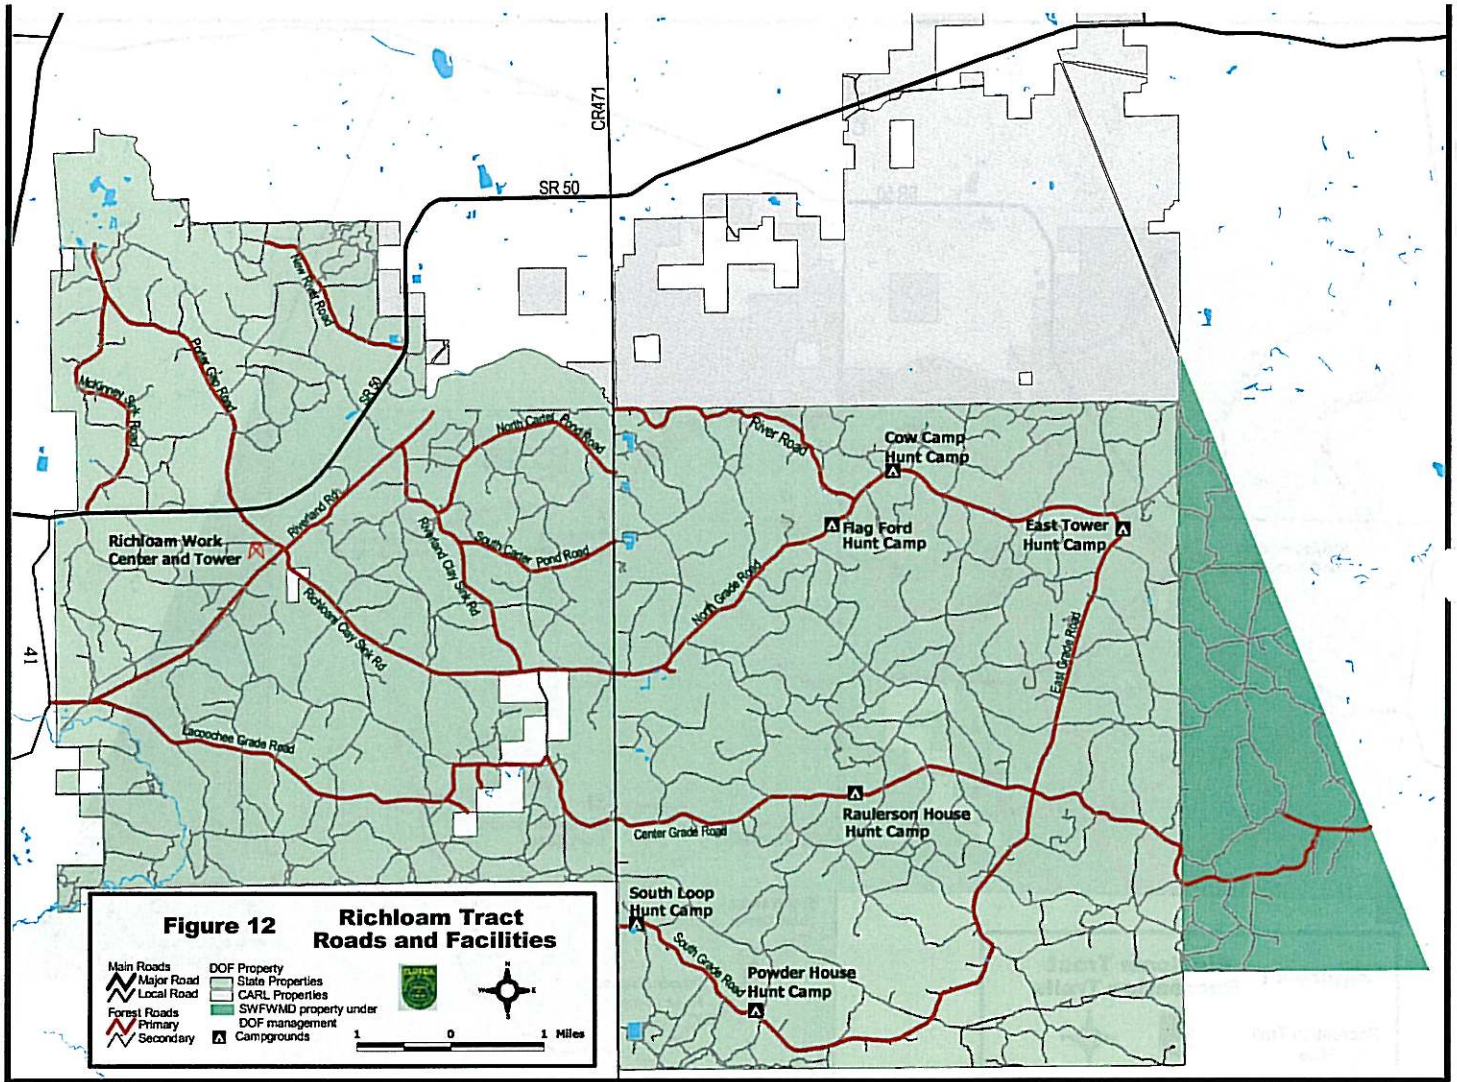 CR471
SR 50
New River Road
Porter Gap Road
McKinney Sink
Road
SR 50
North Carter Pond Road
River Road
Cow Camp
Hunt Camp
Riverland Rd
Flag Ford
Hunt Camp
East Tower
Hunt Camp
Richloam Work
Center and Tower
Riverland Clay Sink Rd
South Carter Pond Road
North Grade Road
Richloam Clay Sink Rd
East Grade Road
41
Lacoochee Grade Road
Center Grade Road
Raulerson House
Hunt Camp
South Loop
Hunt Camp
South Grade Road
Powder House
Hunt Camp
Figure 12
Richloam Tract
Roads and Facilities
Main Roads
Major Road
Local Road
Forest Roads
Primary
Secondary
DOF Property
State Properties
CARL Properties
SWFWMD property under
DOF management
Campgrounds
FLORIDA
N
W
E
S
1 0 1 Miles